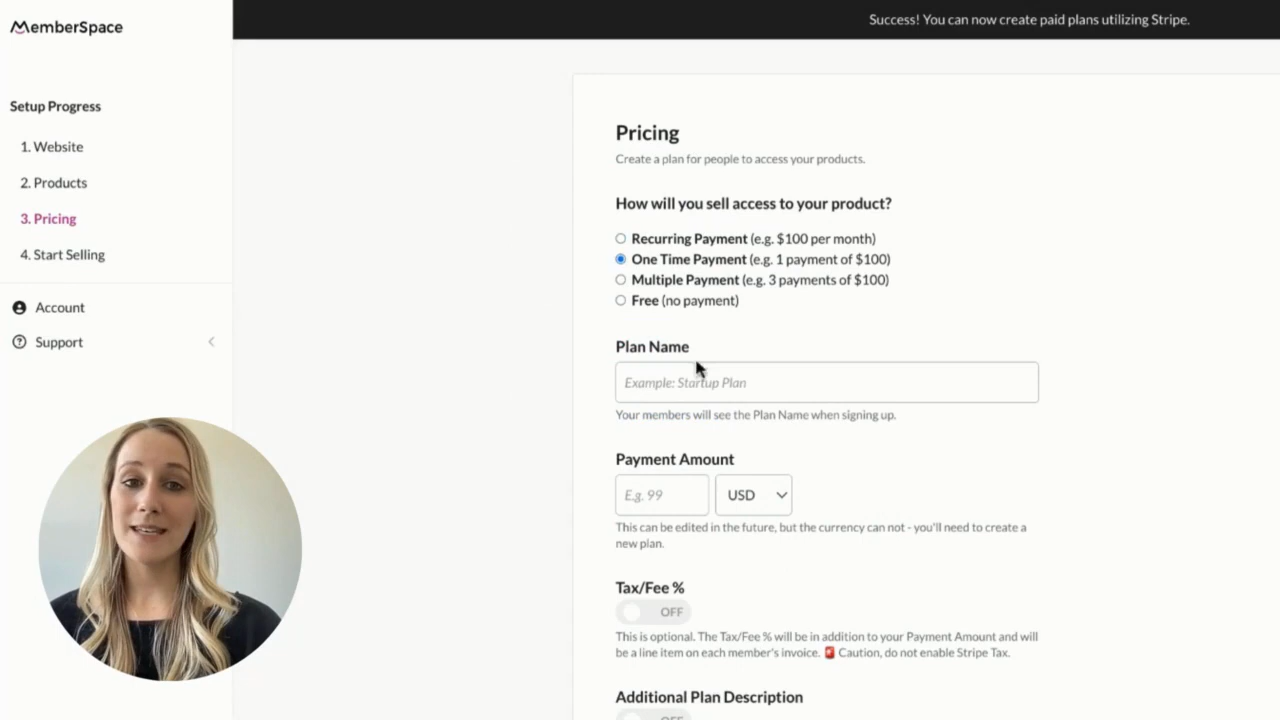 MemberSpace
Success! You can now create paid plans utilizing Stripe.
Setup Progress
1. Website
2. Products
3. Pricing
4. Start Selling
Account
Support
Pricing
Create a plan for people to access your products.
How will you sell access to your product?
Recurring Payment (e.g. $100 per month)
One Time Payment (e.g. 1 payment of $100)
Multiple Payment (e.g. 3 payments of $100)
Free (no payment)
Plan Name
Example: Startup Plan
Your members will see the Plan Name when signing up.
Payment Amount
E.g. 99
USD
This can be edited in the future, but the currency can not - you'll need to create a
new plan.
Tax/Fee %
OFF
This is optional. The Tax/Fee % will be in addition to your Payment Amount and will
be a line item on each member's invoice. 🚨 Caution, do not enable Stripe Tax.
Additional Plan Description
OFF